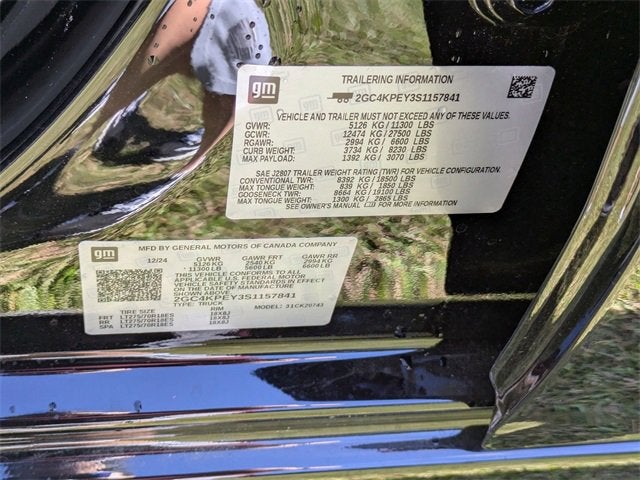 gm
TRAILERING INFORMATION
2GC4KPEY3S1157841
VEHICLE AND TRAILER MUST NOT EXCEED ANY OF THESE VALUES.
GVWR: 5126 KG / 11300 LBS
GCWR: 12474 KG / 27500 LBS
RGAWR: 2994 KG / 6600 LBS
CURB WEIGHT: 3734 KG / 8230 LBS
MAX PAYLOAD: 1392 KG / 3070 LBS
SAE J2807 TRAILER WEIGHT RATING (TWR) FOR VEHICLE CONFIGURATION.
CONVENTIONAL TWR: 8392 KG / 18500 LBS
MAX TONGUE WEIGHT: 839 KG / 1850 LBS
GOOSENECK TWR: 8664 KG / 19100 LBS
MAX TONGUE WEIGHT: 1300 KG / 2865 LBS
SEE OWNER'S MANUAL FOR MORE INFORMATION
gm
MFD BY GENERAL MOTORS OF CANADA COMPANY
12/24 GVWR GAWR FRT GAWR RR
5126 KG 2540 KG 2994 KG
11300 LB 5600 LB 6600 LB
THIS VEHICLE CONFORMS TO ALL
APPLICABLE U.S. FEDERAL MOTOR
VEHICLE SAFETY STANDARDS IN EFFECT
ON THE DATE OF MANUFACTURE
SHOWN ABOVE
2GC4KPEY3S1157841
TYPE: TRUCK MODEL: 31CK20743
TIRE SIZE RIM
FRT LT275/70R18E5 18X8J
RR LT275/70R18E5 18X8J
SPA LT275/70R18E5 18X8J